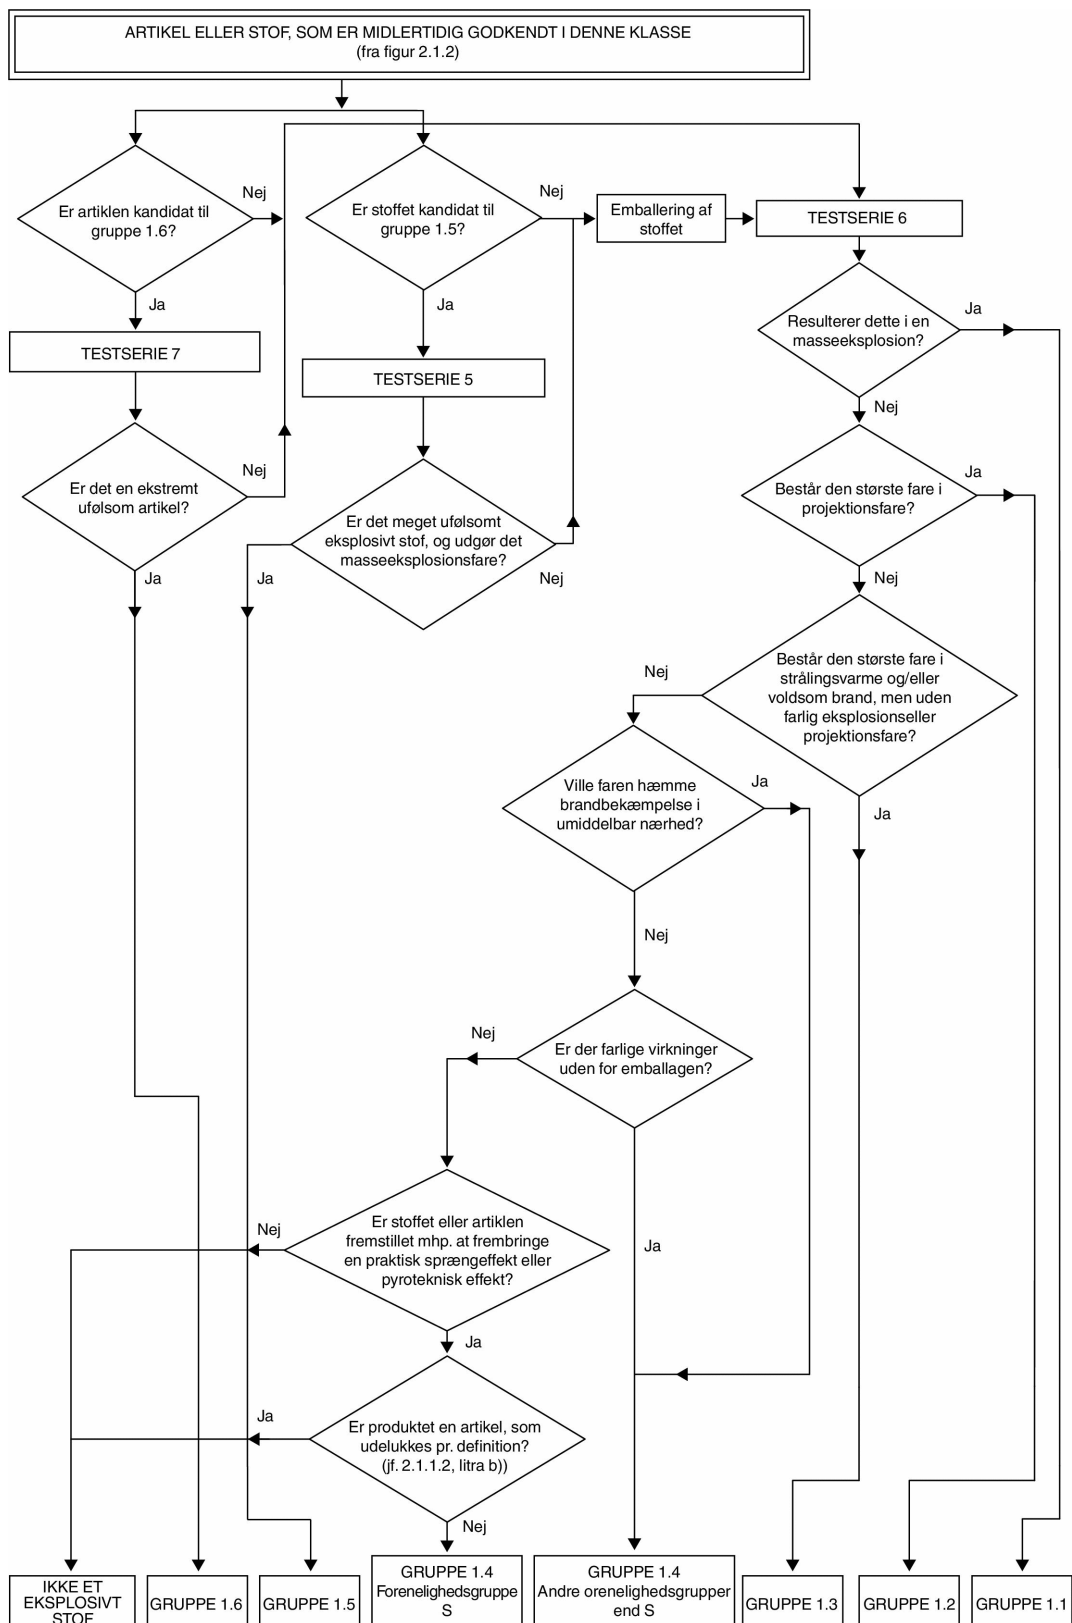 ARTIKEL ELLER STOF, SOM ER MIDLERTIDIG GODKENDT I DENNE KLASSE
(fra figur 2.1.2)
Er artiklen kandidat til
gruppe 1.6?
Nej
Ja
Er stoffet kandidat til
gruppe 1.5?
Nej
Ja
Emballering af
stoffet
TESTSERIE 6
TESTSERIE 7
TESTSERIE 5
Resulterer dette i en
masseeksplosion?
Ja
Nej
Er det en ekstremt
ufølsom artikel?
Nej
Ja
Er det meget ufølsomt
eksplosivt stof, og udgør det
masseeksplosionsfare?
Ja
Nej
Består den største fare i
projektionsfare?
Ja
Nej
Består den største fare i
strålingsvarme og/eller
voldsom brand, men uden
farlig eksplosionseller
projektionsfare?
Nej
Ja
Ville faren hæmme
brandbekæmpelse i
umiddelbar nærhed?
Ja
Nej
Er der farlige virkninger
uden for emballagen?
Nej
Ja
Er stoffet eller artiklen
fremstillet mhp. at frembringe
en praktisk sprængeffekt eller
pyroteknisk effekt?
Nej
Ja
Er produktet en artikel, som
udelukkes pr. definition?
(jf. 2.1.1.2, litra b))
Ja
Nej
IKKE ET
EKSPLOSIVT
STOF
GRUPPE 1.6
GRUPPE 1.5
GRUPPE 1.4
Forenelighedsgruppe
S
GRUPPE 1.4
Andre orenelighedsgrupper
end S
GRUPPE 1.3
GRUPPE 1.2
GRUPPE 1.1